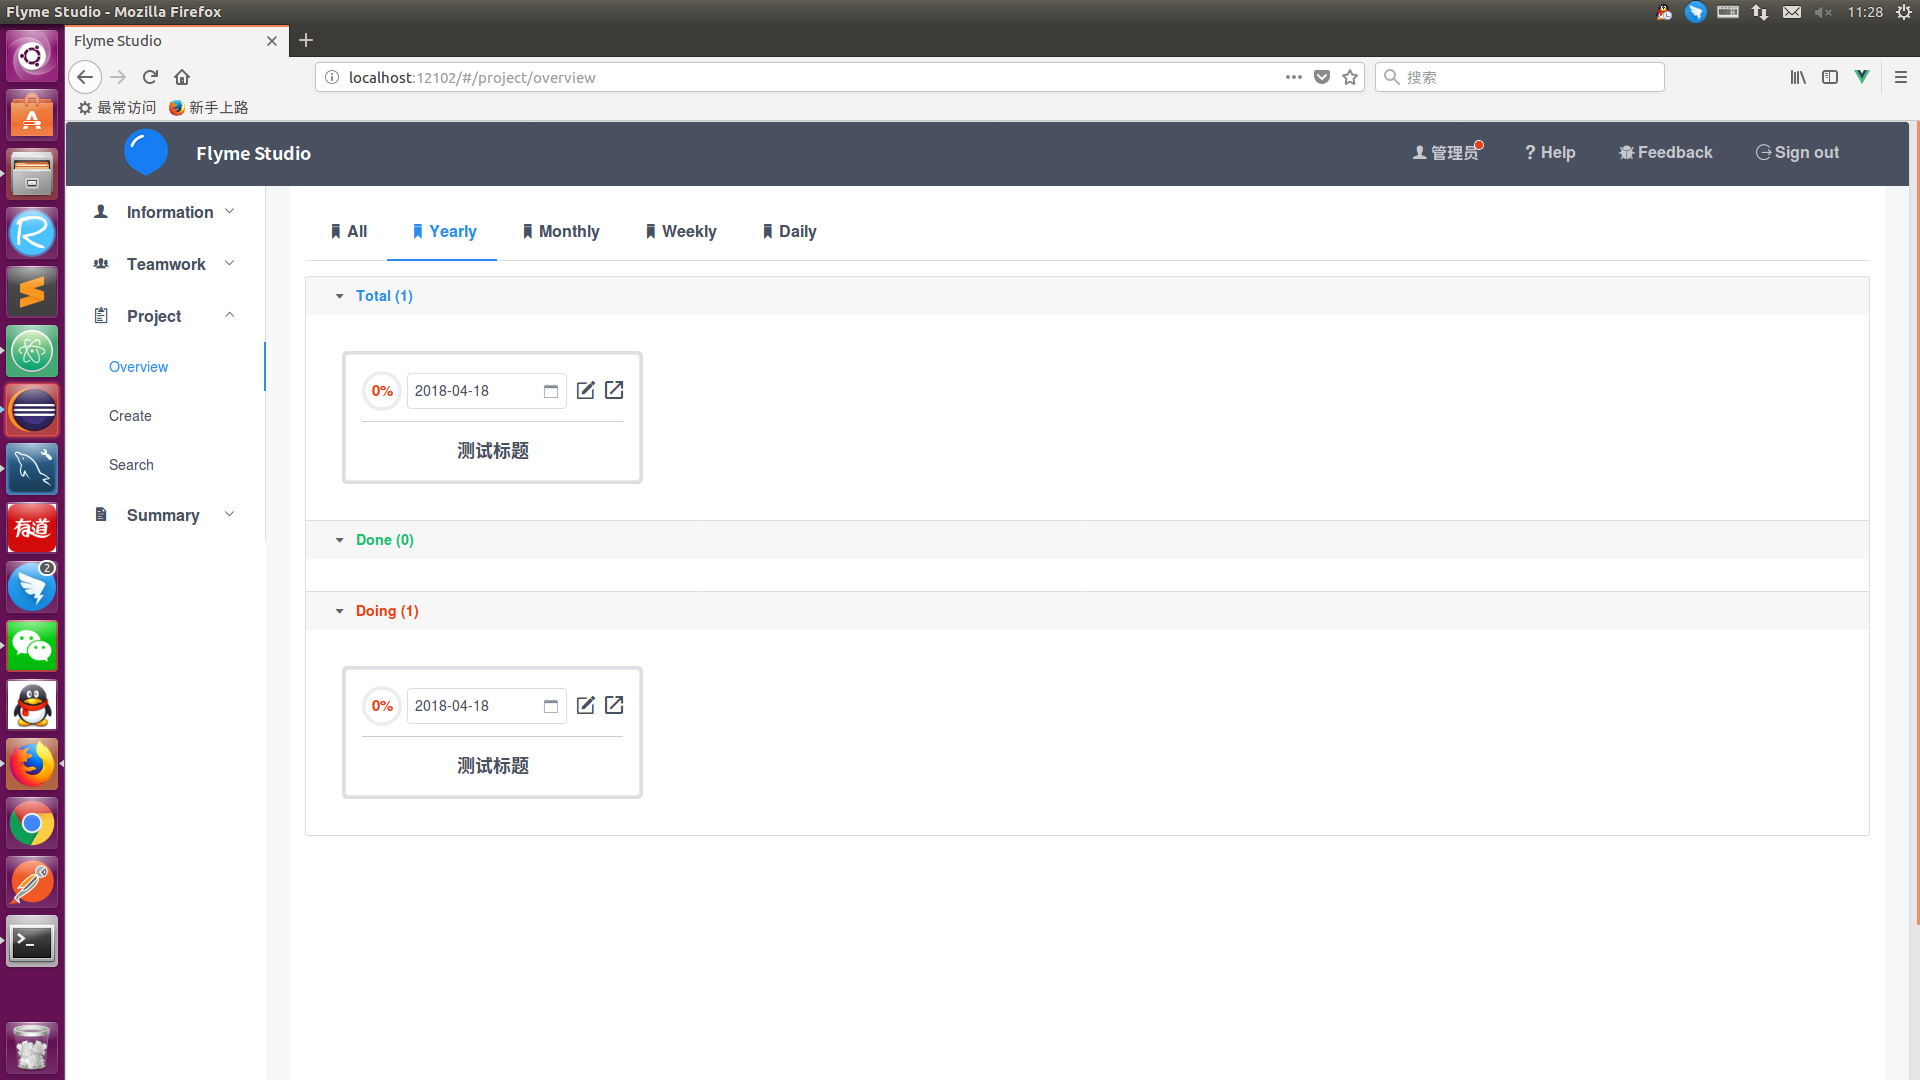 Flyme Studio - Mozilla Firefox
11:28
Flyme Studio
localhost:12102/#/project/overview
搜索
最常访问
新手上路
Flyme Studio
管理员
? Help
Feedback
Sign out
Information
Teamwork
Project
Overview
Create
Search
Summary
All
Yearly
Monthly
Weekly
Daily
Total (1)
0%
2018-04-18
测试标题
Done (0)
Doing (1)
0%
2018-04-18
测试标题
有道
2